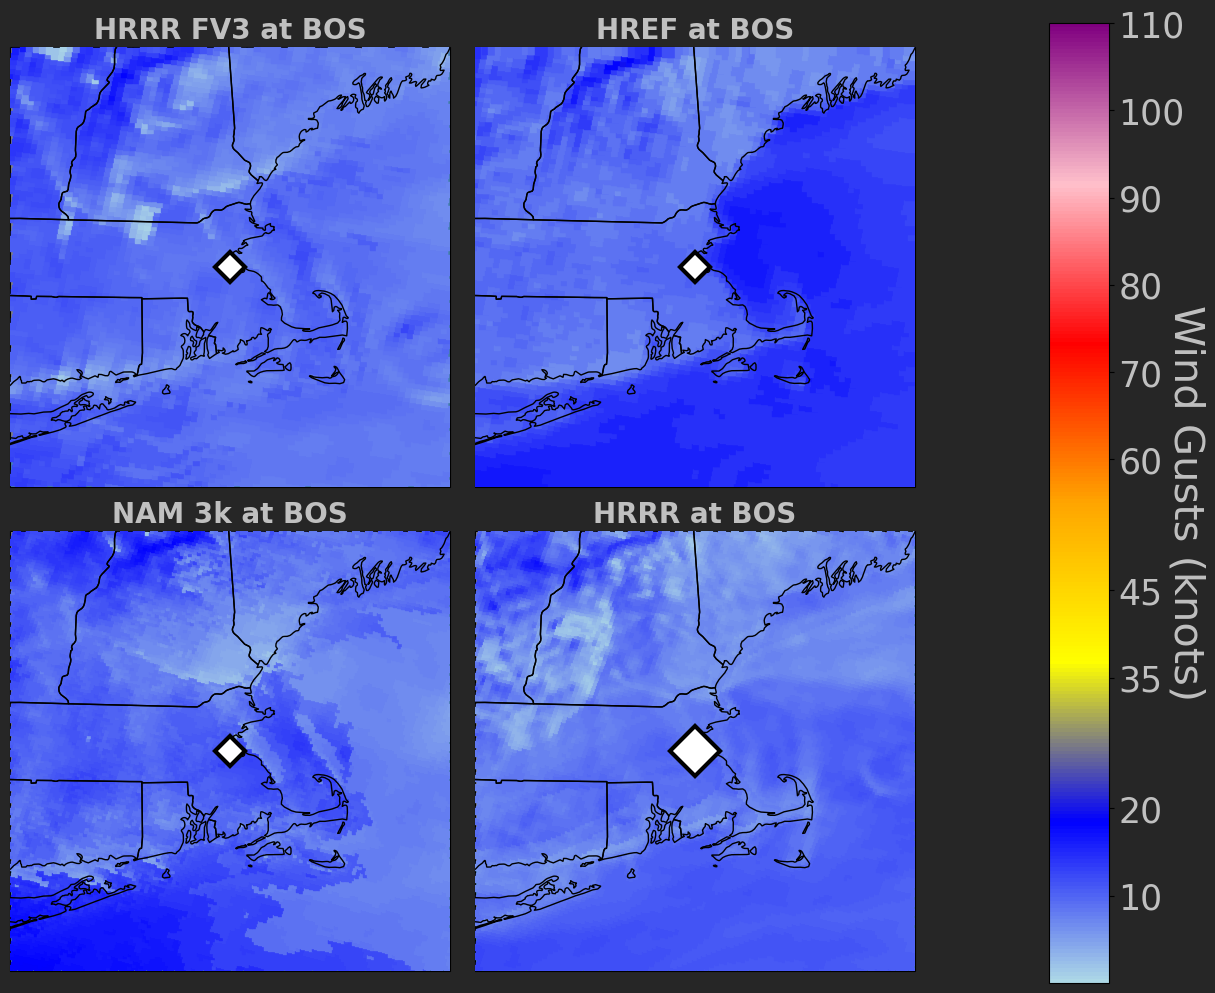 HRRR FV3 at BOS
HREF at BOS
NAM 3k at BOS
HRRR at BOS
110
100
90
80
70
60
45
35
20
10
Wind Gusts (knots)